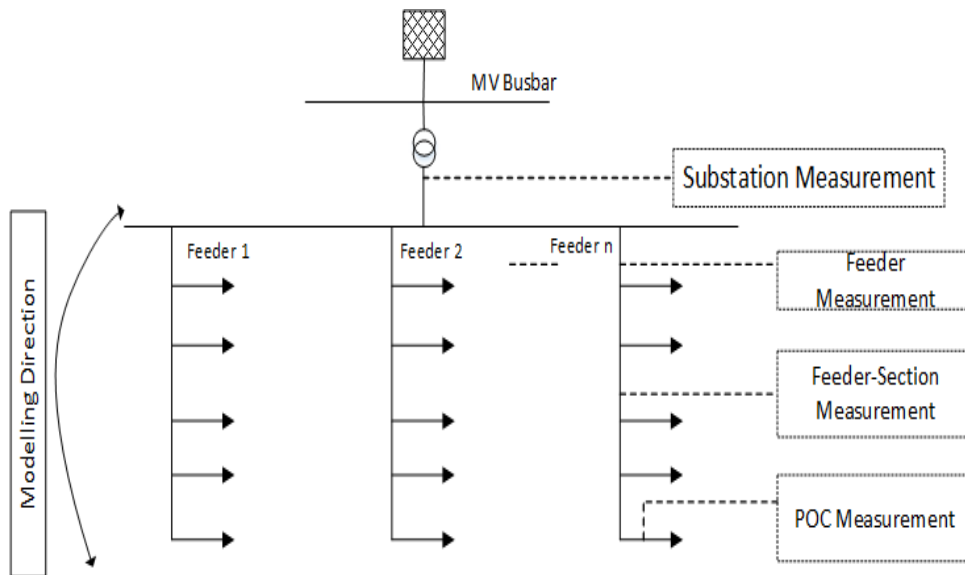 MV Busbar
Substation Measurement
Feeder 1
Feeder 2
Feeder n
Feeder
Measurement
Feeder-Section
Measurement
POC Measurement
Modelling Direction